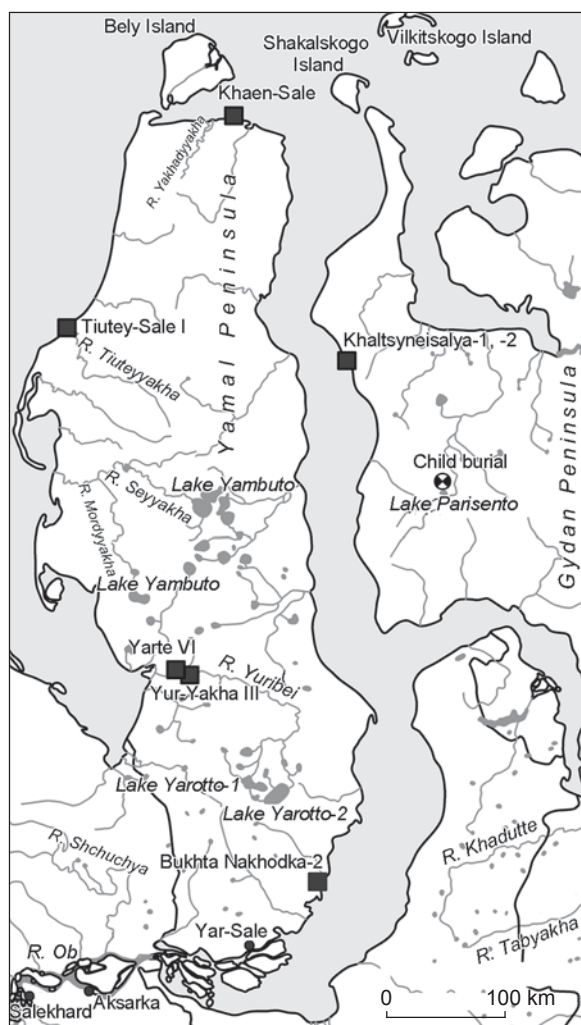 Bely Island
Vilkitskogo Island
Shakalskogo
Island
Khaen-Sale
R. Yakhadyyakha
Yamal Peninsula
Tiutey-Sale I
R. Tiuteyyakha
Khaltsyneisalya-1, -2
Gydan Peninsula
Child burial
Lake Parisento
Lake Yambuto
R. Seyyakha
R. Mordyyakha
Lake Yambuto
Yarte VI
R. Yuribei
Yur-Yakha III
Lake Yarotto-1
Lake Yarotto-2
R. Shchuchya
R. Khadutte
Bukhta Nakhodka-2
Yar-Sale
R. Tabyakha
R. Ob
Aksarka
Salekhard
0 100 km